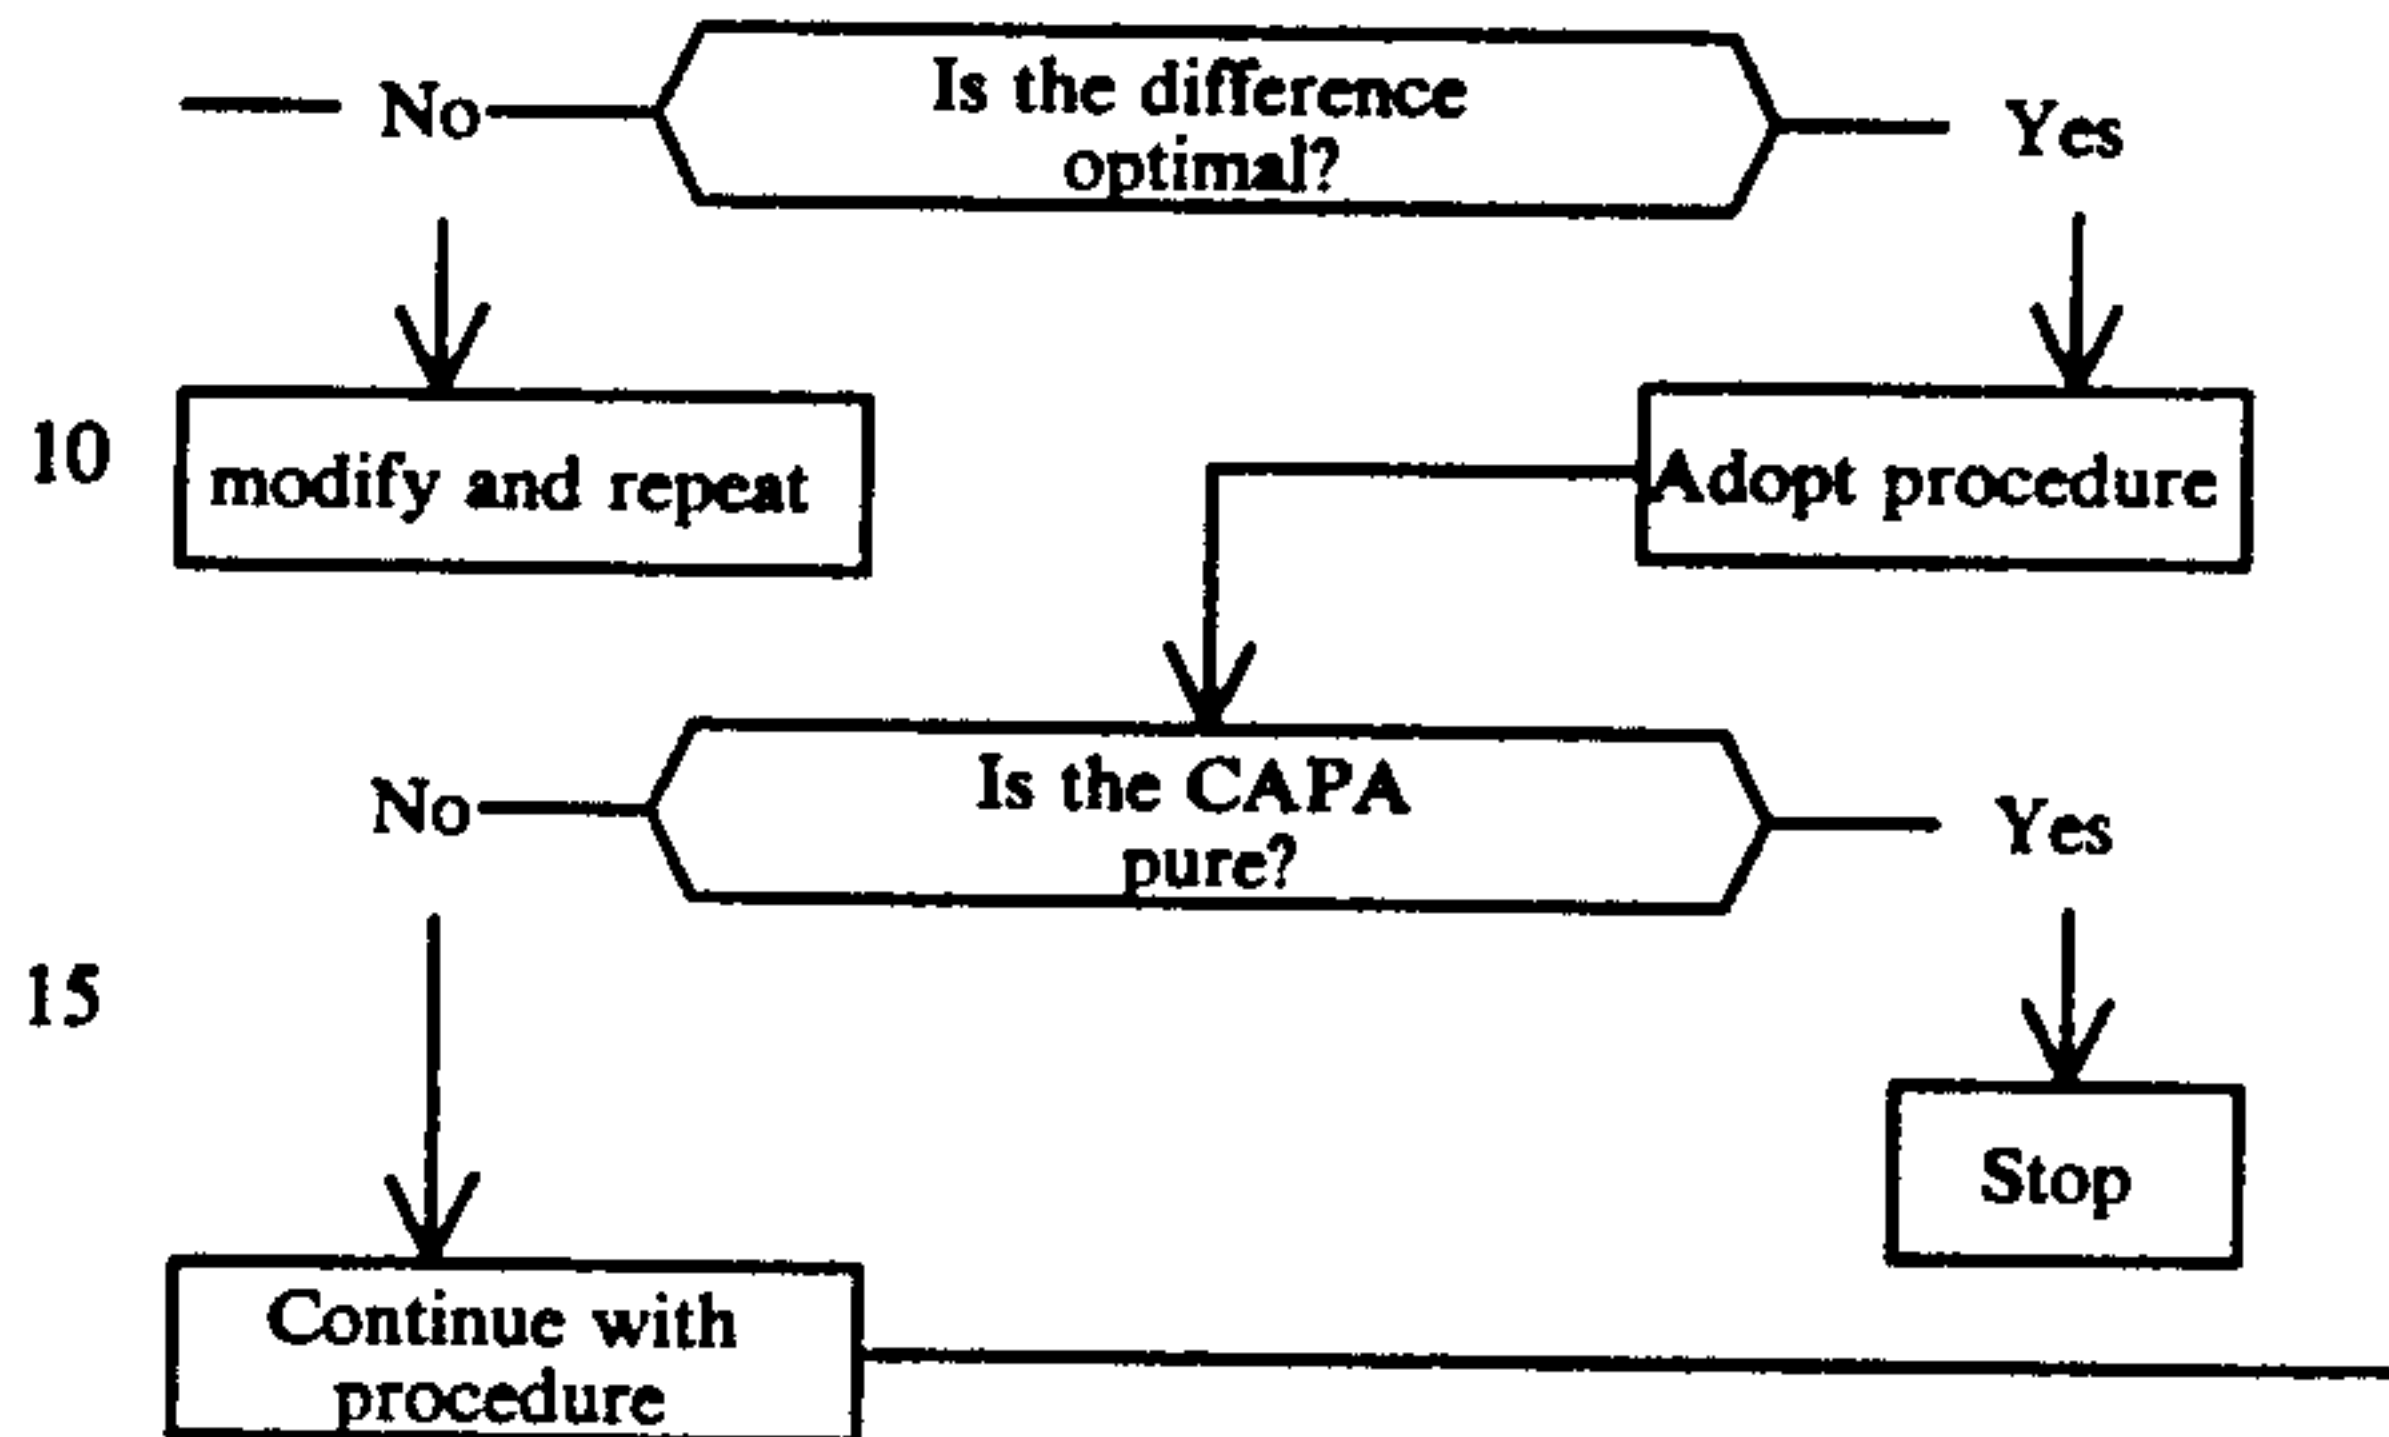 No
Is the difference
optimal?
Yes
10
modify and repeat
Adopt procedure
No
Is the CAPA
pure?
Yes
15
Stop
Continue with
procedure